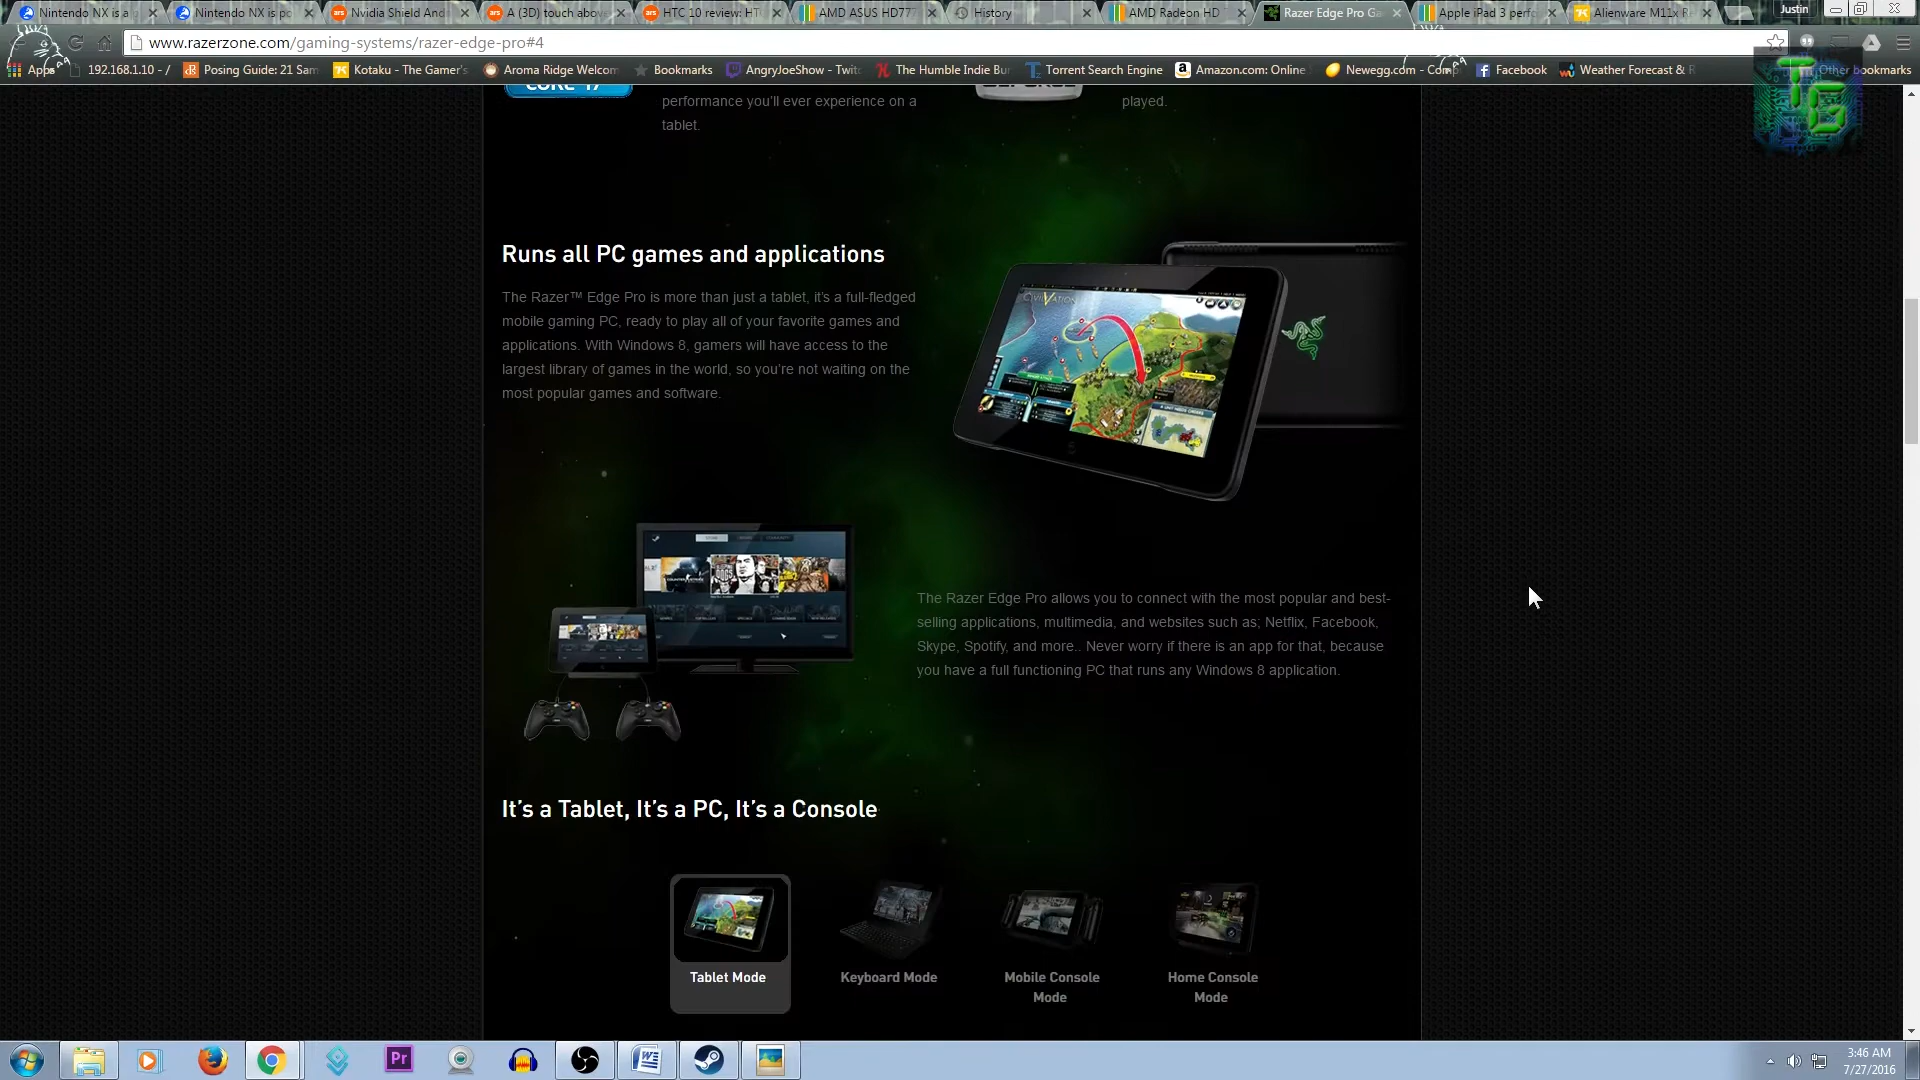 Nintendo NX is a
Nintendo NX is po
Nvidia Shield And
A (3D) touch abov
HTC 10 review: HT
AMD ASUS HD77
History
AMD Radeon HD
Razer Edge Pro Ga
Apple iPad 3 perfo
Alienware M11x R
Justin
www.razerzone.com/gaming-systems/razer-edge-pro#4
Apps
192.168.1.10 - /
Posing Guide: 21 Sam
Kotaku - The Gamer's
Aroma Ridge Welcom
Bookmarks
AngryJoeShow - Twitc
The Humble Indie Bu
Torrent Search Engine
Amazon.com: Online
Newegg.com - Comp
Facebook
Weather Forecast & R
Other bookmarks
TG
CORE i7
performance you'll ever experience on a
tablet.
GEFORCE
played.
Runs all PC games and applications
The Razer™ Edge Pro is more than just a tablet, it's a full-fledged
mobile gaming PC, ready to play all of your favorite games and
applications. With Windows 8, gamers will have access to the
largest library of games in the world, so you're not waiting on the
most popular games and software.
CIVILIZATION
The Razer Edge Pro allows you to connect with the most popular and best-
selling applications, multimedia, and websites such as; Netflix, Facebook,
Skype, Spotify, and more.. Never worry if there is an app for that, because
you have a full functioning PC that runs any Windows 8 application.
It's a Tablet, It's a PC, It's a Console
Tablet Mode
Keyboard Mode
Mobile Console
Mode
Home Console
Mode
Pr
3:46 AM
7/27/2016